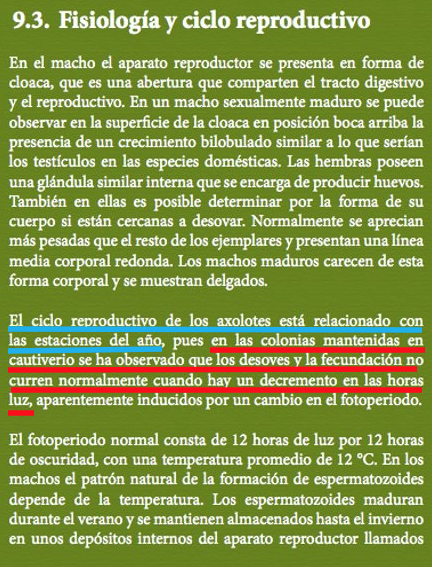 9.3. Fisiología y ciclo reproductivo
En el macho el aparato reproductor se presenta en forma de
cloaca, que es una abertura que comparten el tracto digestivo
y el reproductivo. En un macho sexualmente maduro se puede
observar en la superficie de la cloaca en posición boca arriba la
presencia de un crecimiento bilobulado similar a lo que serían
los testículos en las especies domésticas. Las hembras poseen
una glándula similar interna que se encarga de producir huevos.
También en ellas es posible determinar por la forma de su
cuerpo si están cercanas a desovar. Normalmente se aprecian
más pesadas que el resto de los ejemplares y presentan una línea
media corporal redonda. Los machos maduros carecen de esta
forma corporal y se muestran delgados.
El ciclo reproductivo de los axolotes está relacionado con
las estaciones del año, pues en las colonias mantenidas en
cautiverio se ha observado que los desoves y la fecundación no
curren normalmente cuando hay un decremento en las horas
luz, aparentemente inducidos por un cambio en el fotoperiodo.
El fotoperiodo normal consta de 12 horas de luz por 12 horas
de oscuridad, con una temperatura promedio de 12 °C. En los
machos el patrón natural de la formación de espermatozoides
depende de la temperatura. Los espermatozoides maduran
durante el verano y se mantienen almacenados hasta el invierno
en unos depósitos internos del aparato reproductor llamados